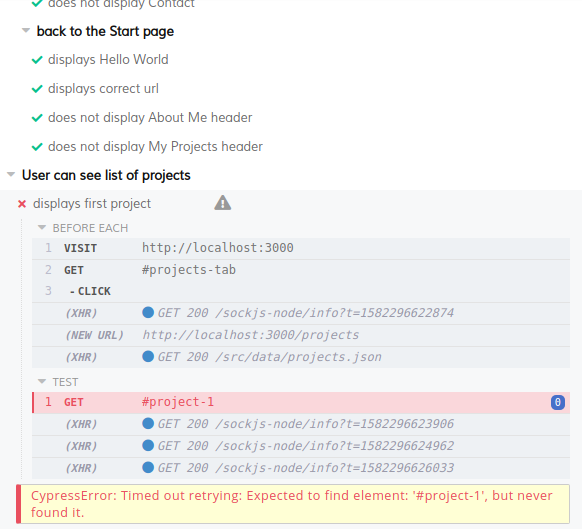 does not display Contact
back to the Start page
displays Hello World
displays correct url
does not display About Me header
does not display My Projects header
User can see list of projects
displays first project
BEFORE EACH
1 VISIT http://localhost:3000
2 GET #projects-tab
3 - CLICK
(XHR) GET 200 /sockjs-node/info?t=1582296622874
(NEW URL) http://localhost:3000/projects
(XHR) GET 200 /src/data/projects.json
TEST
1 GET #project-1 0
(XHR) GET 200 /sockjs-node/info?t=1582296623906
(XHR) GET 200 /sockjs-node/info?t=1582296624962
(XHR) GET 200 /sockjs-node/info?t=1582296626033
CypressError: Timed out retrying: Expected to find element: '#project-1', but never
found it.